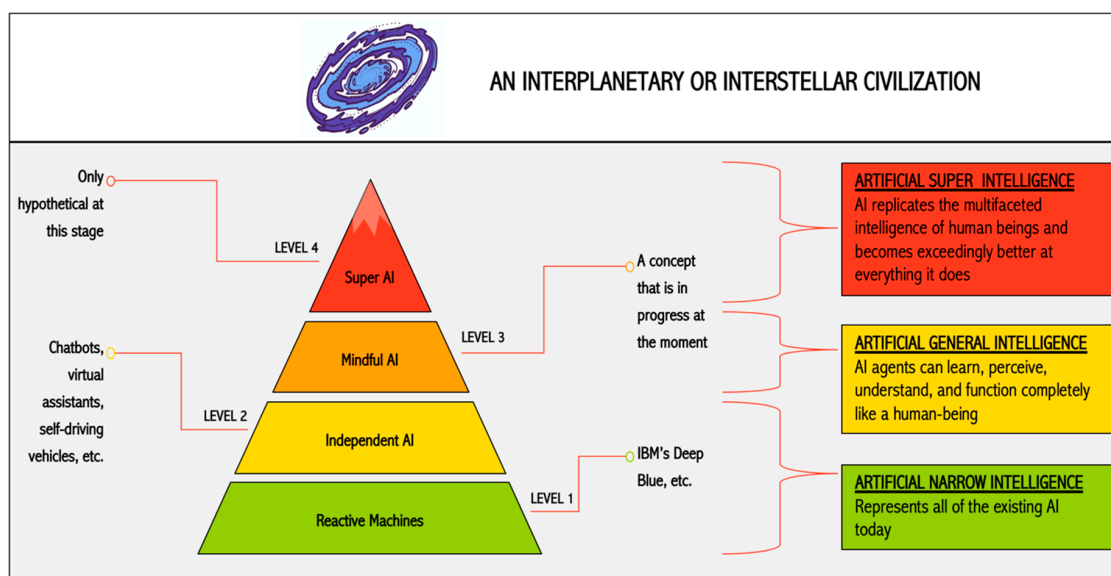 AN INTERPLANETARY OR INTERSTELLAR CIVILIZATION
Only
hypothetical at
this stage
LEVEL 4
Super AI
A concept
that is in
progress at
the moment
LEVEL 3
Mindful AI
Chatbots,
virtual
assistants,
self-driving
vehicles, etc.
LEVEL 2
Independent AI
IBM's Deep
Blue, etc.
LEVEL 1
Reactive Machines
ARTIFICIAL SUPER INTELLIGENCE
AI replicates the multifaceted
intelligence of human beings and
becomes exceedingly better at
everything it does
ARTIFICIAL GENERAL INTELLIGENCE
AI agents can learn, perceive,
understand, and function completely
like a human-being
ARTIFICIAL NARROW INTELLIGENCE
Represents all of the existing AI
today